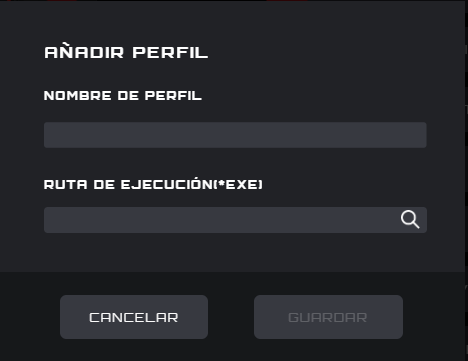 AÑADIR PERFIL
NOMBRE DE PERFIL
RUTA DE EJECUCIÓN(*EXE)
CANCELAR
GUARDAR